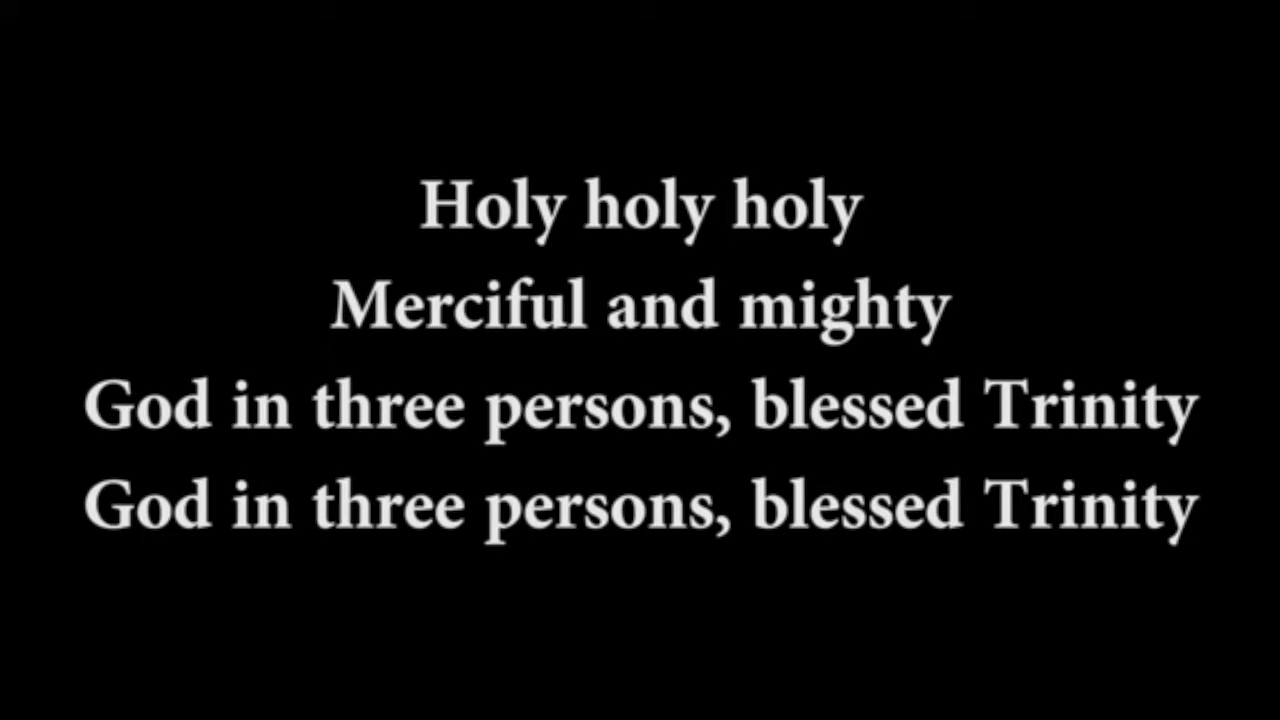 Holy holy holy
Merciful and mighty
God in three persons, blessed Trinity
God in three persons, blessed Trinity